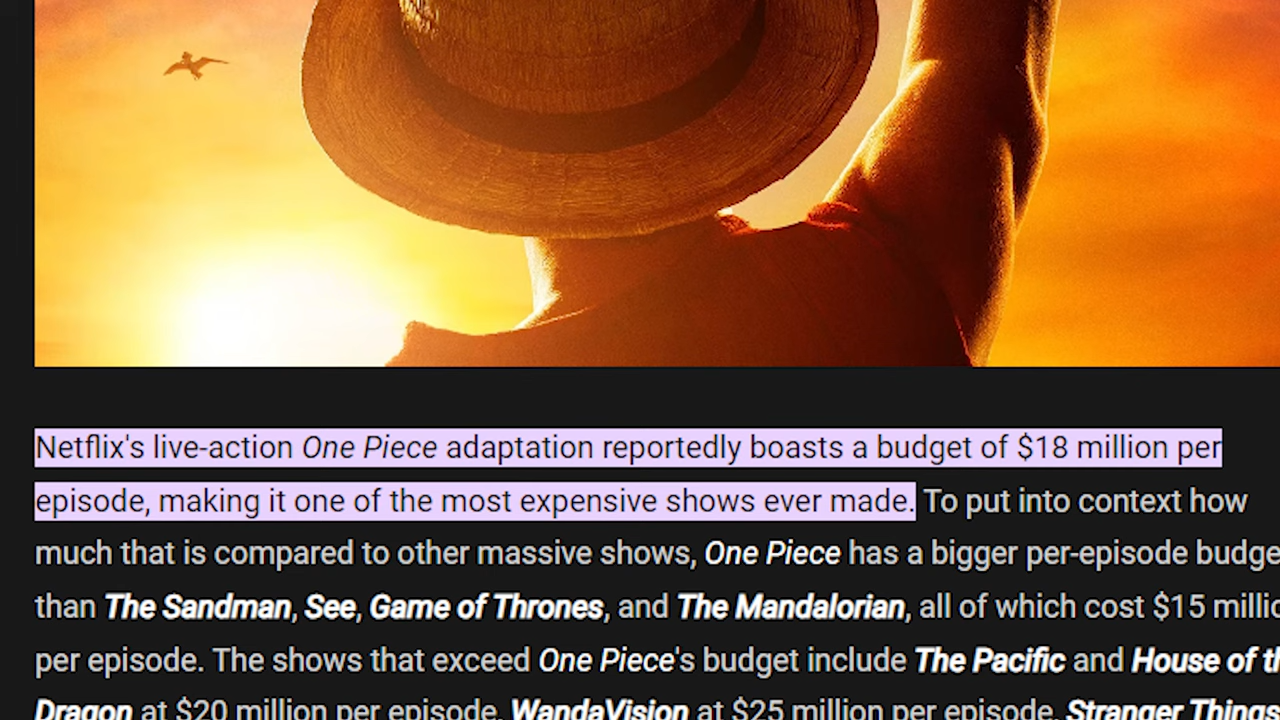 Netflix's live-action One Piece adaptation reportedly boasts a budget of $18 million per
episode, making it one of the most expensive shows ever made. To put into context how
much that is compared to other massive shows, One Piece has a bigger per-episode
than The Sandman, See, Game of Thrones, and The Mandalorian, all of which cost $15
per episode. The shows that exceed One Piece's budget include The Pacific and House of
Dragon at $20 million per episode, WandaVision at $25 million per episode, Stranger Things